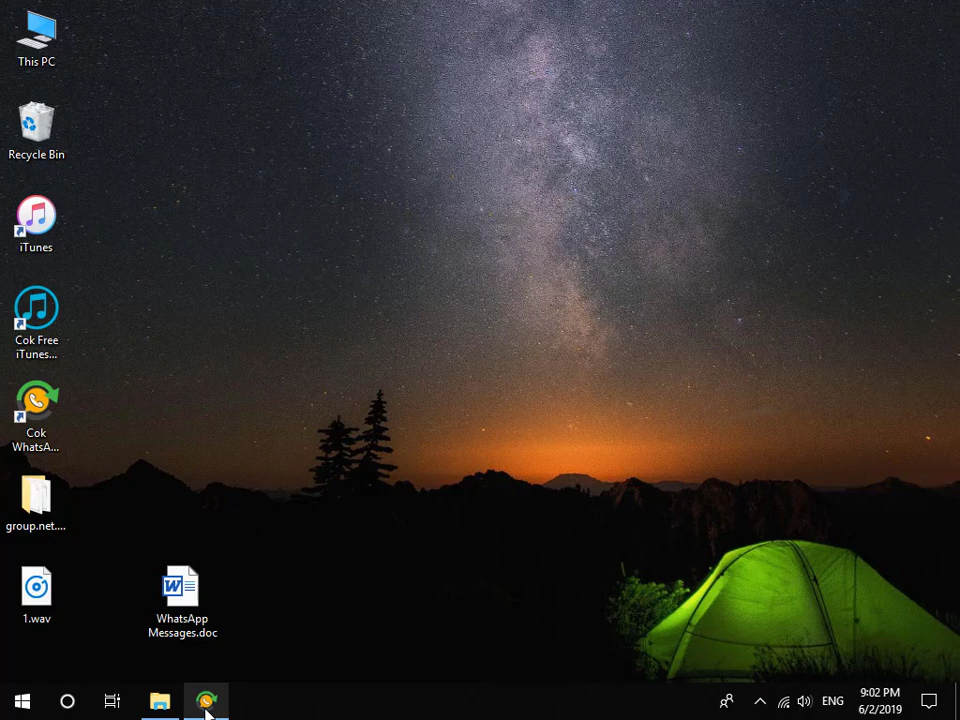 This PC
Recycle Bin
iTunes
Cok Free
iTunes...
Cok
WhatsA...
group.net....
1.wav
WhatsApp
Messages.doc
ENG
9:02 PM
6/2/2019